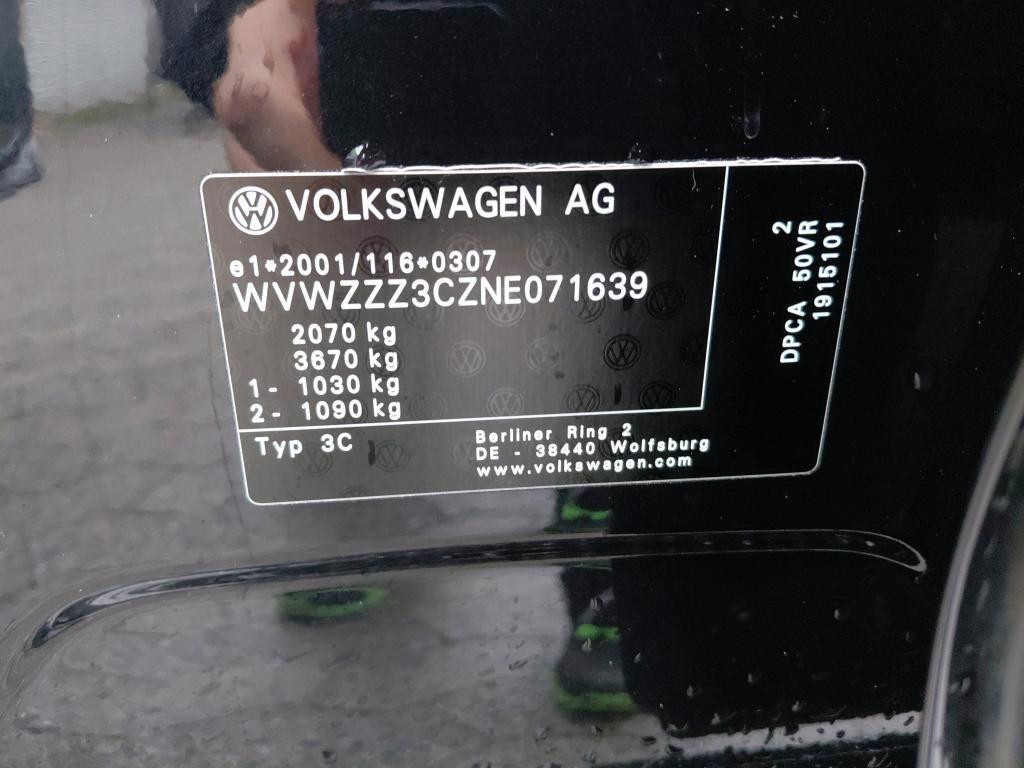 VOLKSWAGEN AG
e1*2001/116*0307
WVWZZZ3CZNE071639
2070 kg
3670 kg
1- 1030 kg
2- 1090 kg
Typ 3C
Berliner Ring 2
DE - 38440 Wolfsburg
www.volkswagen.com
2
DPCA 50VR
1915101